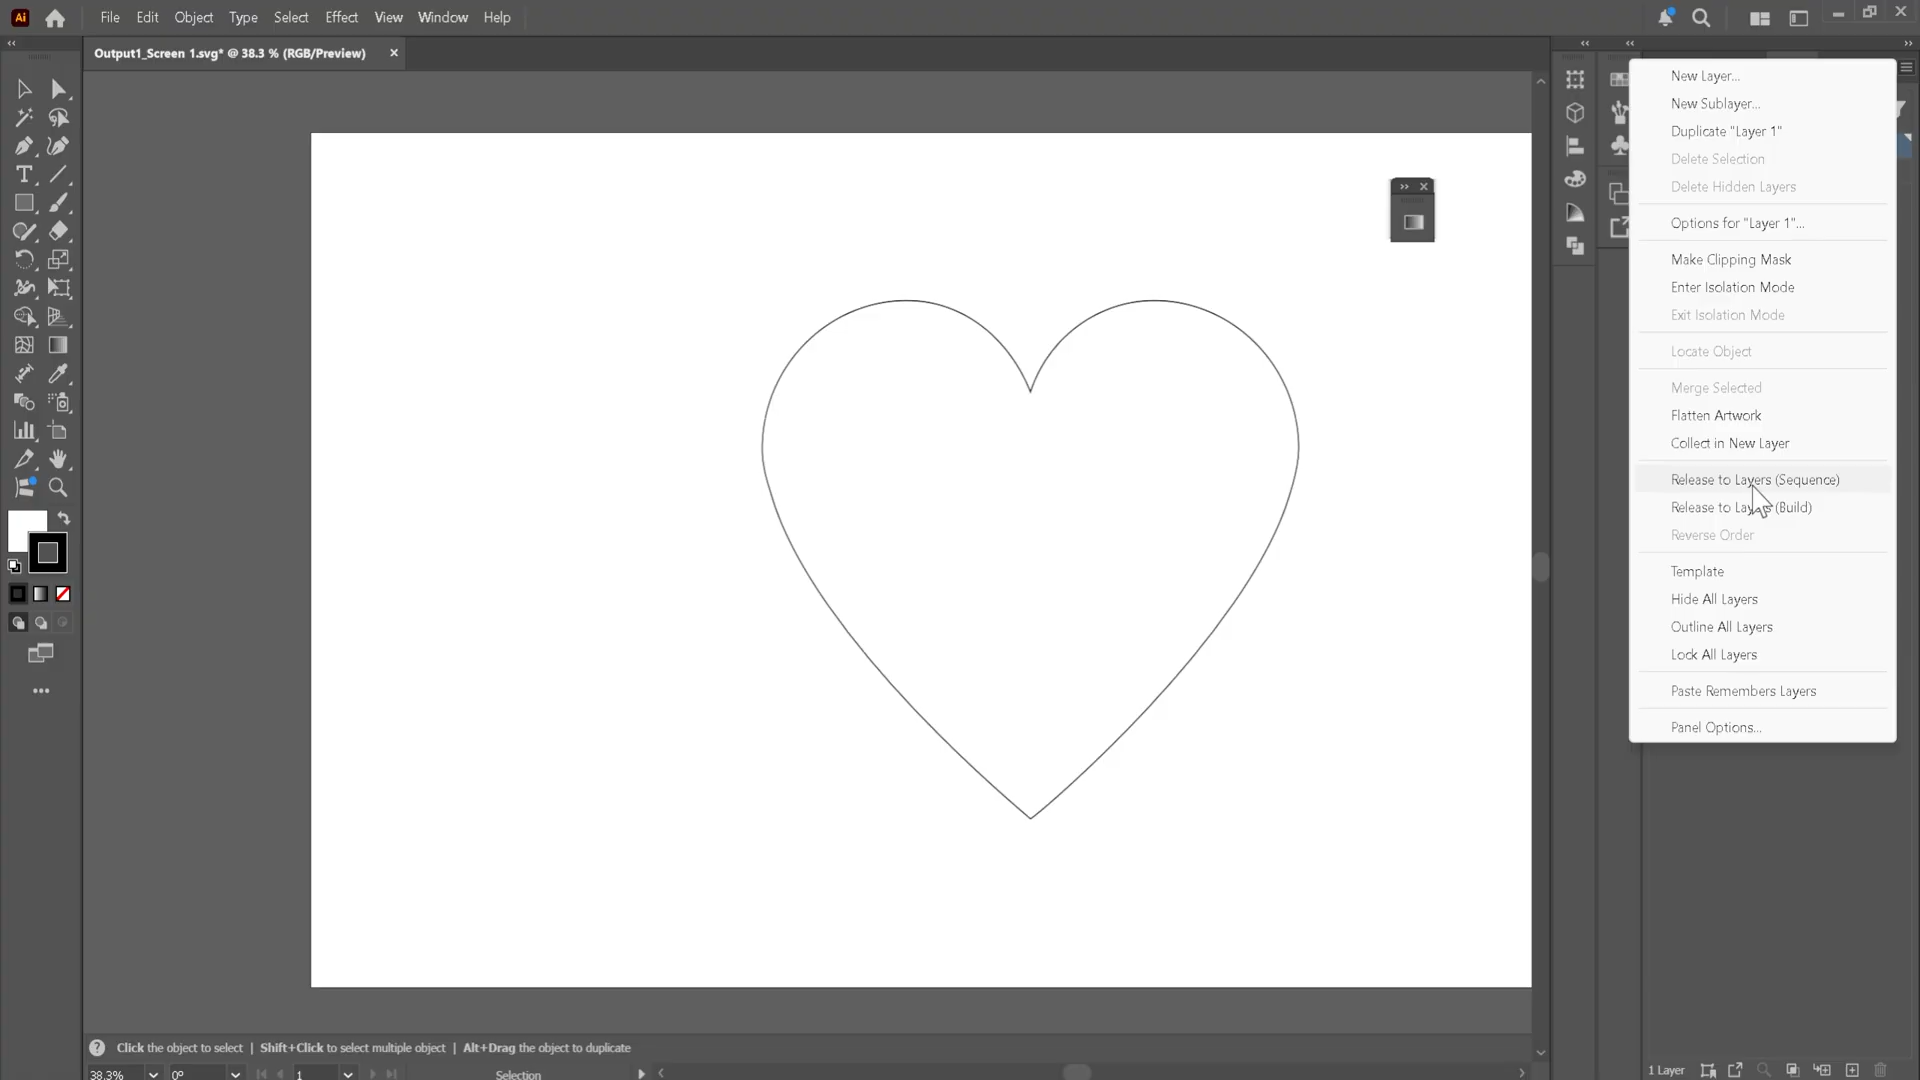 Ai File Edit Object Type Select Effect View Window Help
Output1_Screen 1.svg* @ 38.3 % (RGB/Preview)
New Layer...
New Sublayer...
Duplicate "Layer 1"
Delete Selection
Delete Hidden Layers
Options for "Layer 1"...
Make Clipping Mask
Enter Isolation Mode
Exit Isolation Mode
Locate Object
Merge Selected
Flatten Artwork
Collect in New Layer
Release to Layers (Sequence)
Release to Layers (Build)
Reverse Order
Template
Hide All Layers
Outline All Layers
Lock All Layers
Paste Remembers Layers
Panel Options...
Click the object to select | Shift+Click to select multiple object | Alt+Drag the object to duplicate
38.3% 0° 1 Selection
1 Layer